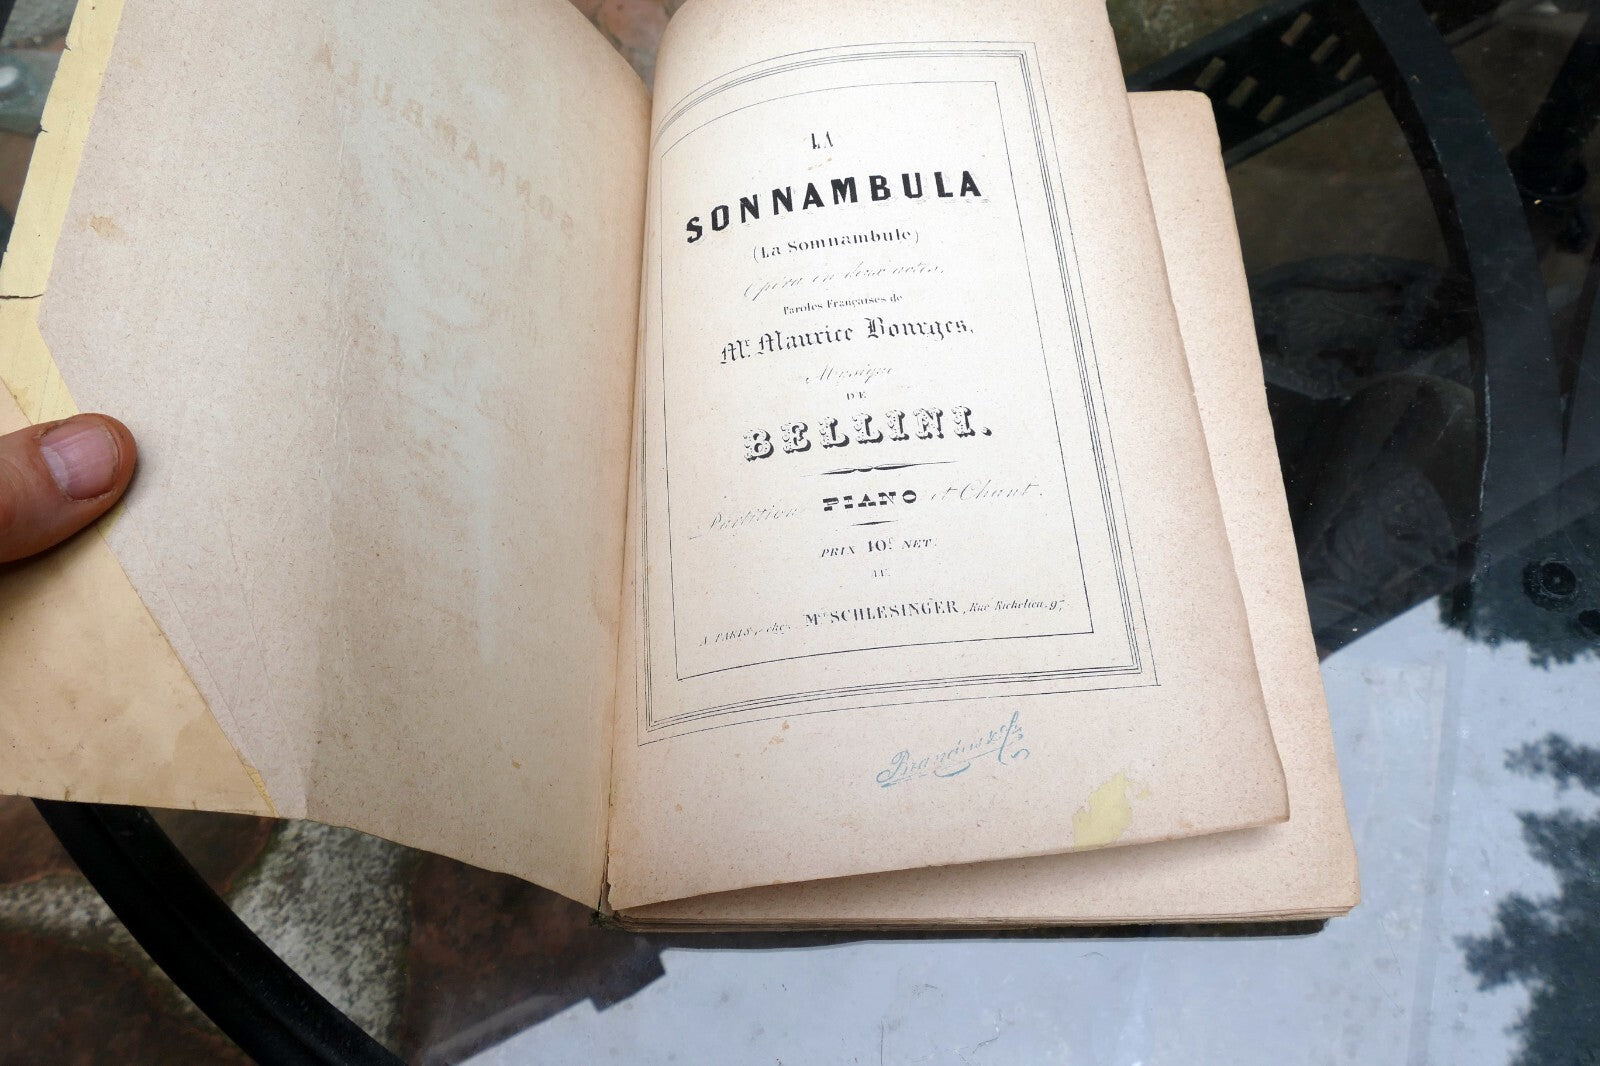 LA
SONNAMBULA
(La Somnambule)
Opéra en deux actes,
Paroles Françaises de
Mr. Maurice Bourges,
Musique
DE
BELLINI.
Partition PIANO et Chant.
PRIX 10f NET.
A PARIS, chez Mce SCHLESINGER, Rue Richelieu, 97